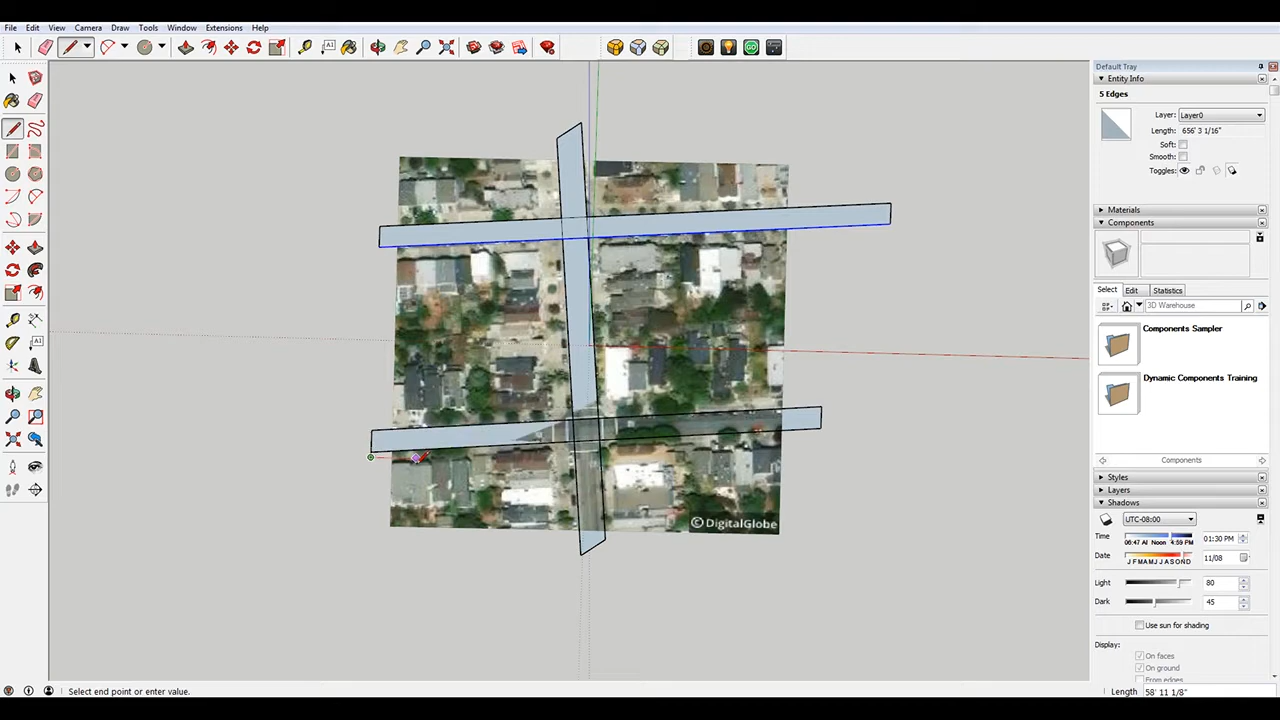 File Edit View Camera Draw Tools Window Extensions Help
Default Tray
Entity Info
5 Edges
Layer: Layer0
Length: 656' 3 1/16"
Soft:
Smooth:
Toggles:
Materials
Components
Select Edit Statistics
3D Warehouse
Components Sampler
Dynamic Components Training
Components
Styles
Layers
Shadows
UTC-08:00
Time 06:47 AM Noon 4:59 PM 01:30 PM
Date J F M A M J J A S O N D 11/08
Light 80
Dark 45
Use sun for shading
Display:
On faces
On ground
From edges
© DigitalGlobe
Select end point or enter value.
Length 58' 11 1/8"